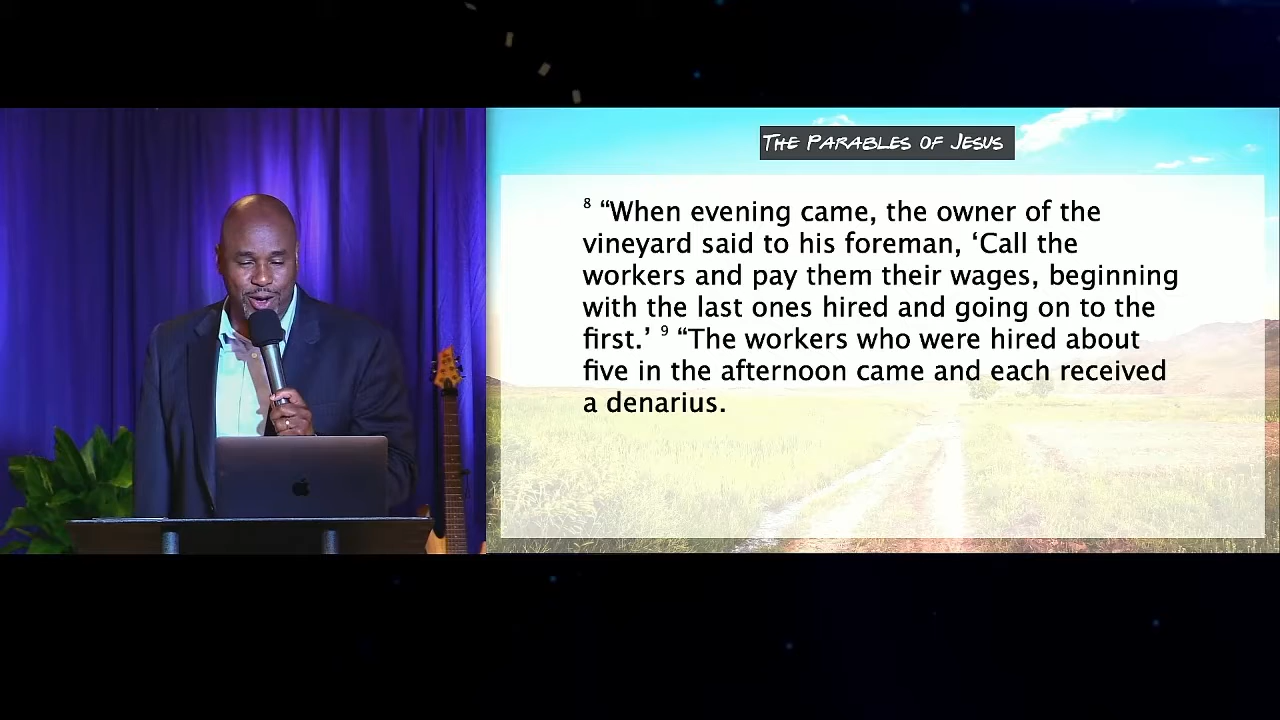 THE PARABLES OF JESUS
⁸ “When evening came, the owner of the
vineyard said to his foreman, ‘Call the
workers and pay them their wages, beginning
with the last ones hired and going on to the
first.’ ⁹ “The workers who were hired about
five in the afternoon came and each received
a denarius.